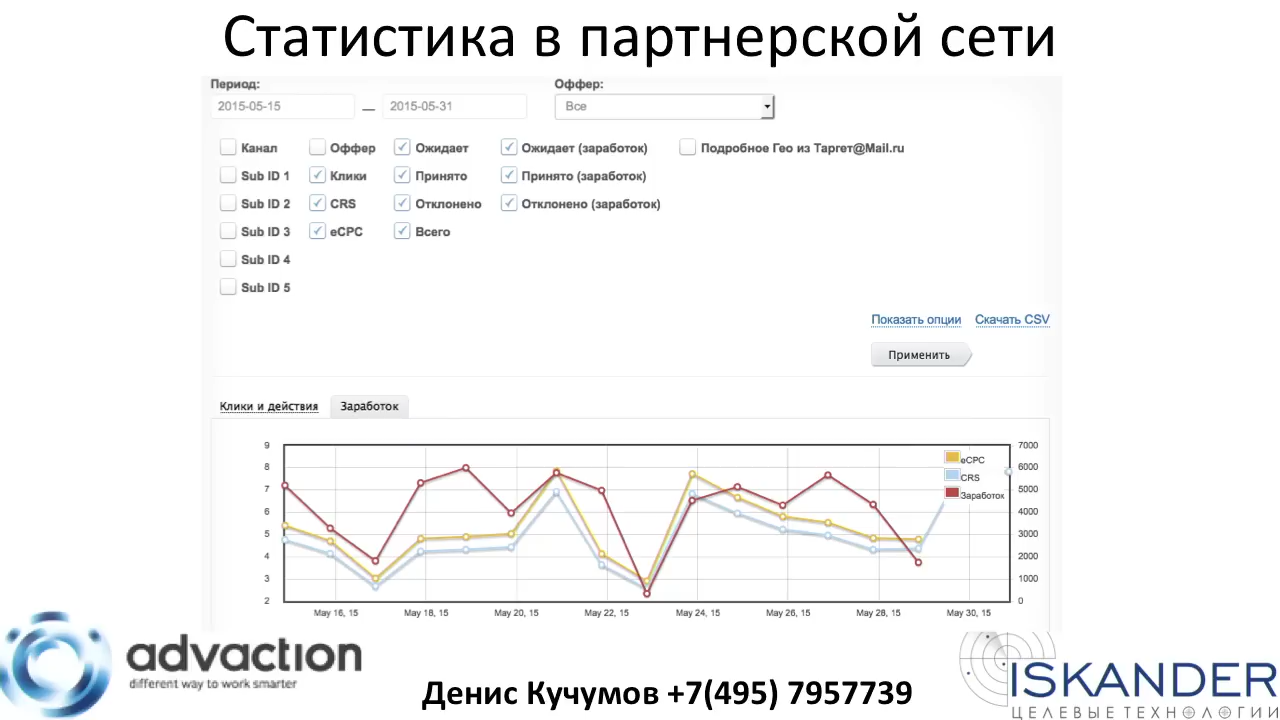 Статистика в партнерской сети
Период: Оффер:
2015-05-15 — 2015-05-31 Все
Канал Оффер Ожидает Ожидает (заработок) Подробное Гео из Таргет@Mail.ru
Sub ID 1 Клики Принято Принято (заработок)
Sub ID 2 CRS Отклонено Отклонено (заработок)
Sub ID 3 eCPC Всего
Sub ID 4
Sub ID 5
Показать опции Скачать CSV
Применить
Клики и действия Заработок
9 7000
8 6000
7 5000
6 4000
5 3000
4 2000
3 1000
2 0
eCPC
CRS
Заработок
May 16, 15 May 18, 15 May 20, 15 May 22, 15 May 24, 15 May 26, 15 May 28, 15 May 30, 15
advaction
different way to work smarter
Денис Кучумов +7(495) 7957739
ISKANDER
ЦЕЛЕВЫЕ ТЕХНОЛОГИИ